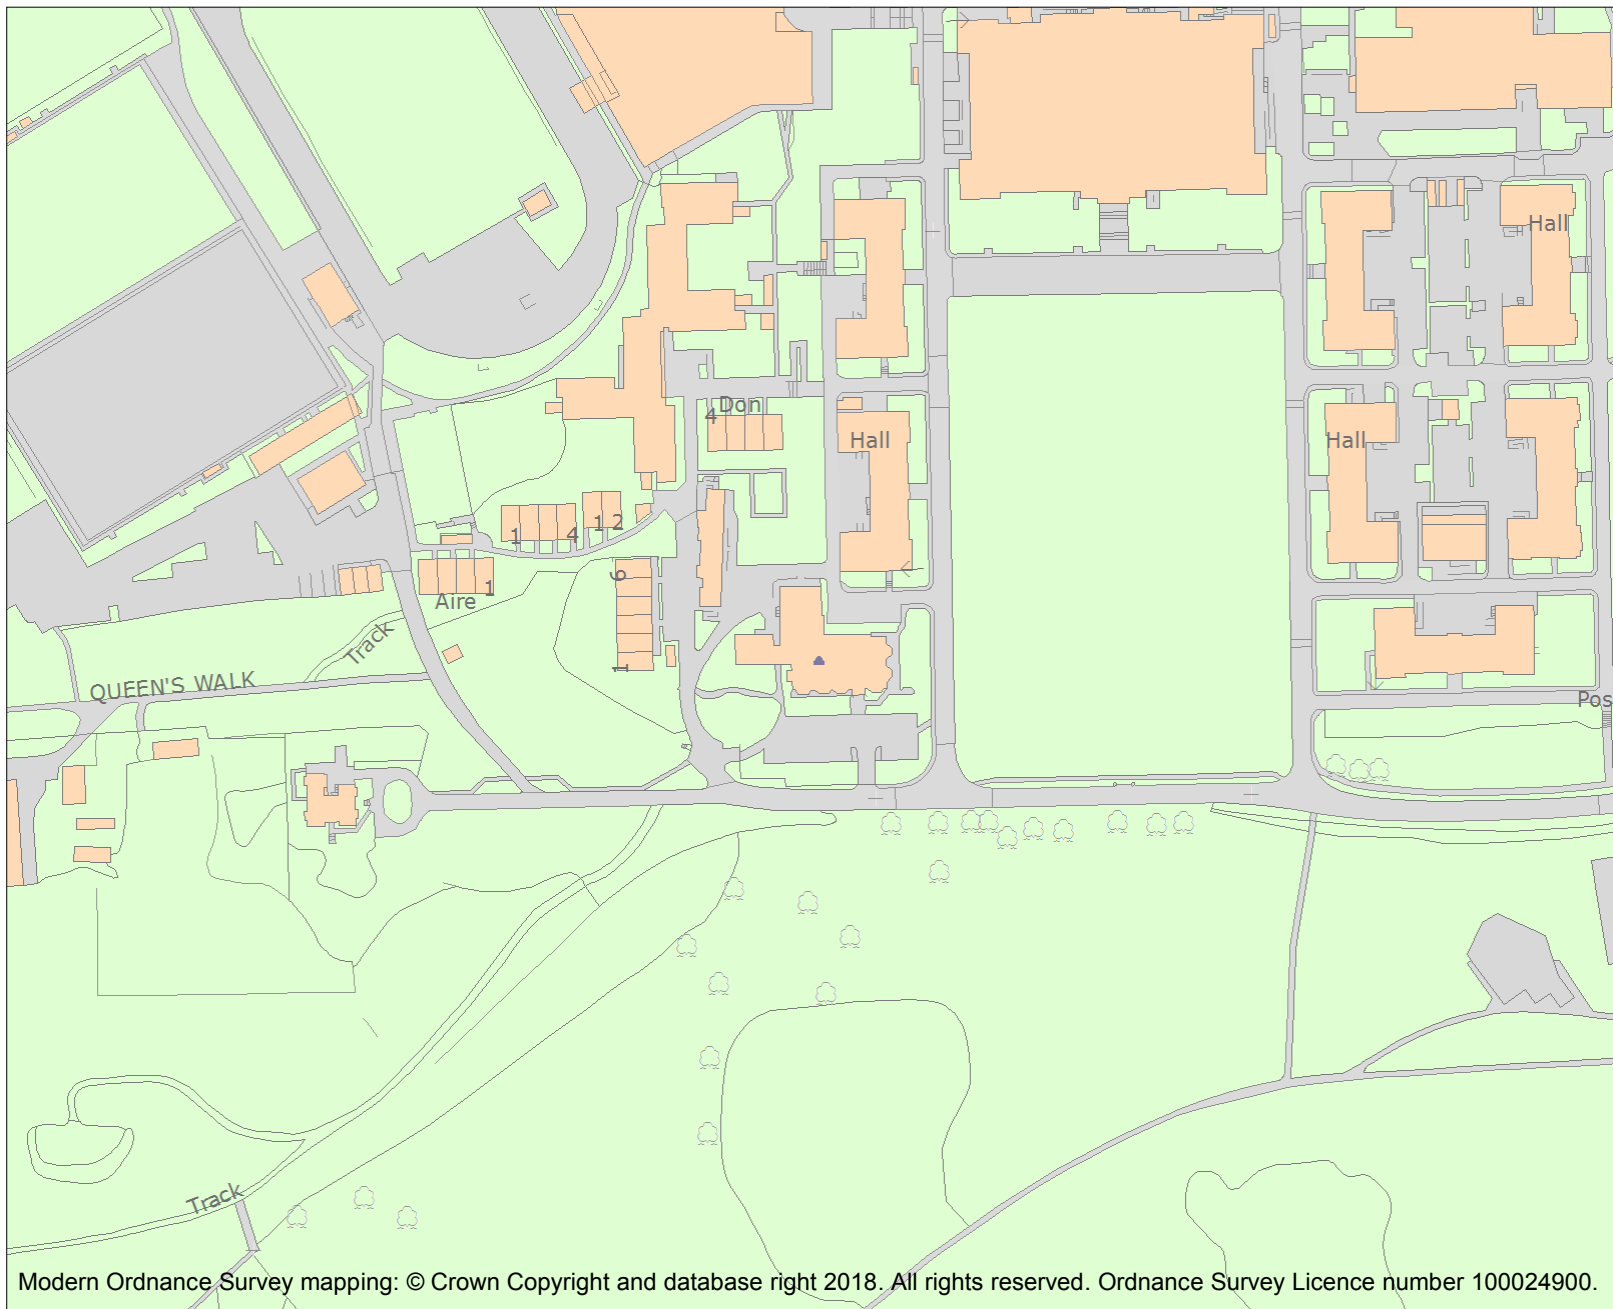 Hall
Don
4
Hall
Hall
1
4
1 2
6
1
Aire
1
Track
QUEEN'S WALK
Pos
Track
Modern Ordnance Survey mapping: © Crown Copyright and database right 2018. All rights reserved. Ordnance Survey Licence number 100024900.